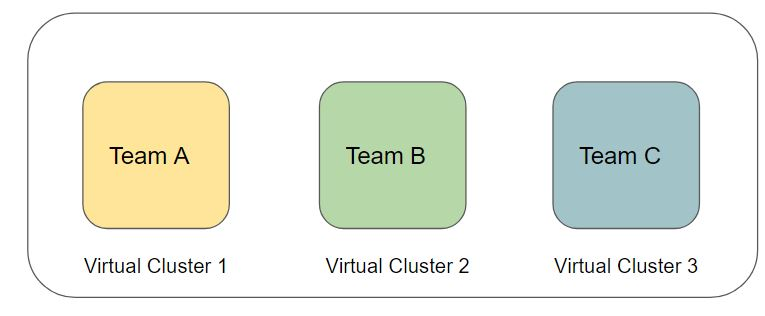 Team A
Team B
Team C
Virtual Cluster 1
Virtual Cluster 2
Virtual Cluster 3